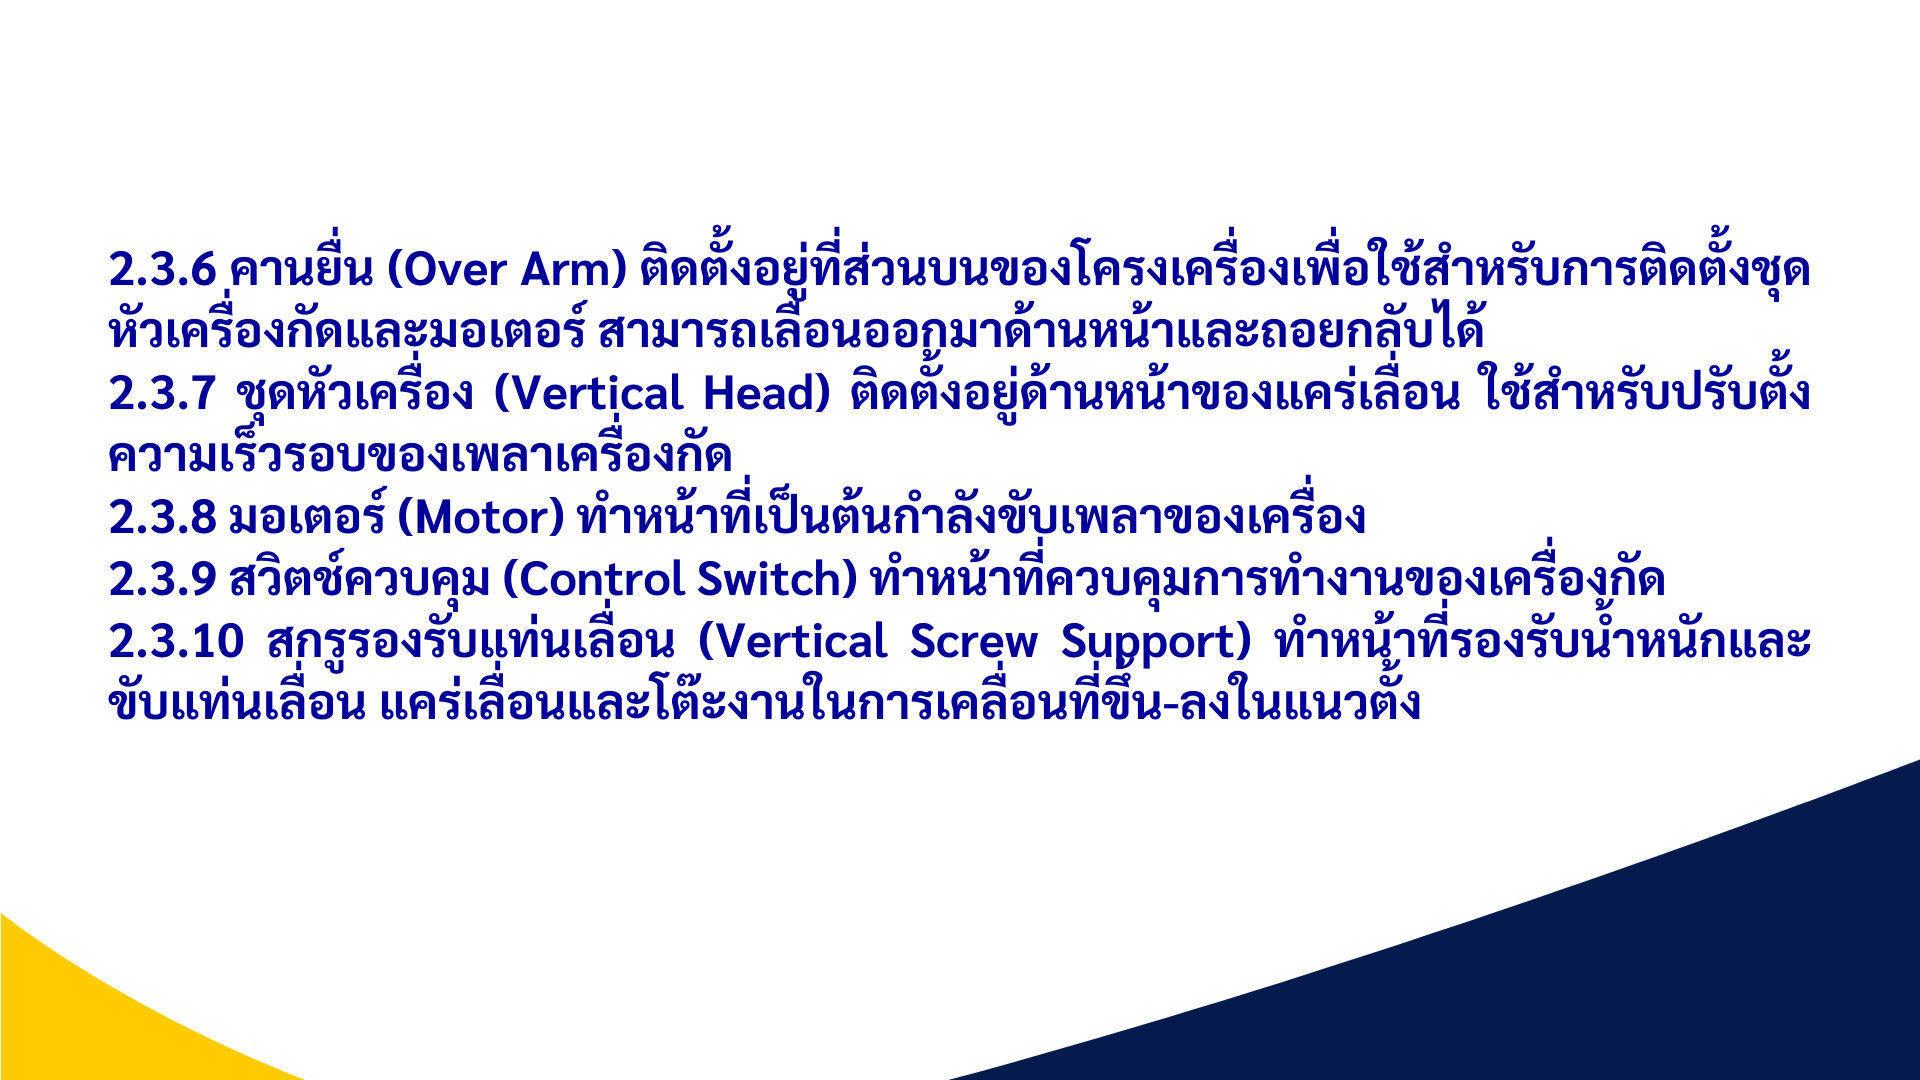 2.3.6 คานยื่น (Over Arm) ติดตั้งอยู่ที่ส่วนบนของโครงเครื่องเพื่อใช้สำหรับการติดตั้งชุด
หัวเครื่องกัดและมอเตอร์ สามารถเลื่อนออกมาด้านหน้าและถอยกลับได้
2.3.7 ชุดหัวเครื่อง (Vertical Head) ติดตั้งอยู่ด้านหน้าของแคร่เลื่อน ใช้สำหรับปรับตั้ง
ความเร็วรอบของเพลาเครื่องกัด
2.3.8 มอเตอร์ (Motor) ทำหน้าที่เป็นต้นกำลังขับเพลาของเครื่อง
2.3.9 สวิตช์ควบคุม (Control Switch) ทำหน้าที่ควบคุมการทำงานของเครื่องกัด
2.3.10 สกรูรองรับแท่นเลื่อน (Vertical Screw Support) ทำหน้าที่รองรับน้ำหนักและ
ขับแท่นเลื่อน แคร่เลื่อนและโต๊ะงานในการเคลื่อนที่ขึ้น-ลงในแนวตั้ง